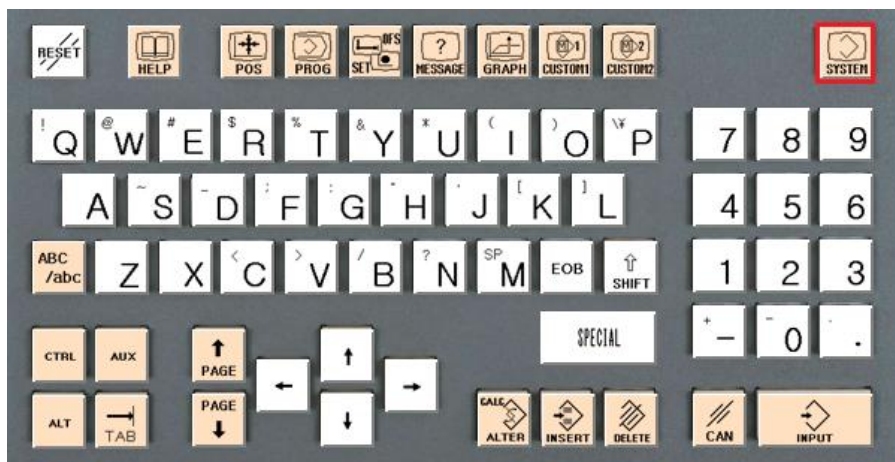 RESET HELP POS PROG OFS SET MESSAGE GRAPH CUSTOM1 CUSTOM2 SYSTEM
! Q @ W # E $ R % T & Y * U ( I ) O \¥ P 7 8 9
A ~ S _ D ; F : G " H ' J [ K ] L 4 5 6
ABC /abc Z X < C > V / B ? N SP M EOB ⇧ SHIFT 1 2 3
SPECIAL + - = 0 .
CTRL AUX ↑ PAGE ↑
← →
ALT TAB PAGE ↓ ↓ CALC ALTER INSERT DELETE CAN INPUT